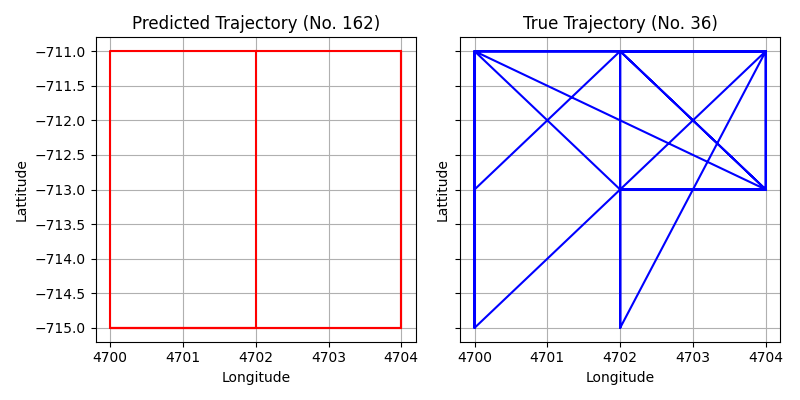 Predicted Trajectory (No. 162)
True Trajectory (No. 36)
Lattitude
−711.0
−711.5
−712.0
−712.5
−713.0
−713.5
−714.0
−714.5
−715.0
4700 4701 4702 4703 4704
Longitude
Lattitude
4700 4701 4702 4703 4704
Longitude